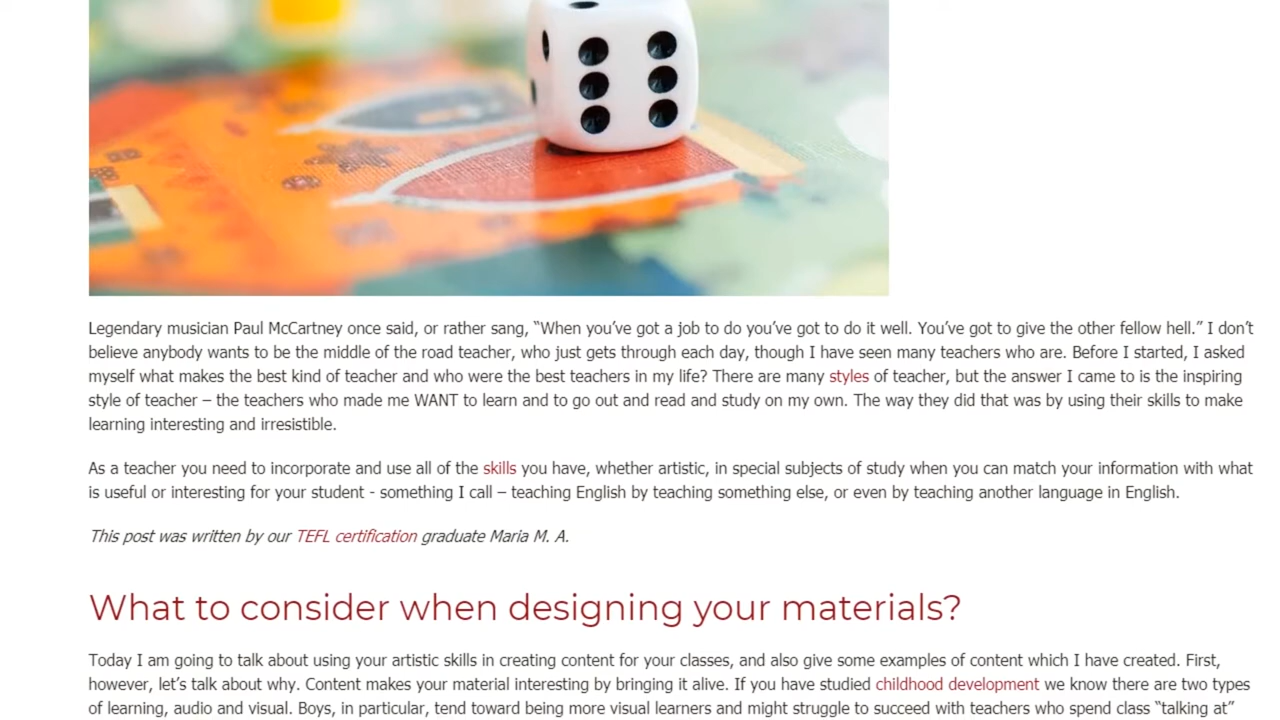 Legendary musician Paul McCartney once said, or rather sang, “When you’ve got a job to do you’ve got to do it well. You’ve got to give the other fellow hell.” I don’t
believe anybody wants to be the middle of the road teacher, who just gets through each day, though I have seen many teachers who are. Before I started, I asked
myself what makes the best kind of teacher and who were the best teachers in my life? There are many styles of teacher, but the answer I came to is the inspiring
style of teacher – the teachers who made me WANT to learn and to go out and read and study on my own. The way they did that was by using their skills to make
learning interesting and irresistible.
As a teacher you need to incorporate and use all of the skills you have, whether artistic, in special subjects of study when you can match your information with what
is useful or interesting for your student - something I call – teaching English by teaching something else, or even by teaching another language in English.
This post was written by our TEFL certification graduate Maria M. A.
What to consider when designing your materials?
Today I am going to talk about using your artistic skills in creating content for your classes, and also give some examples of content which I have created. First,
however, let’s talk about why. Content makes your material interesting by bringing it alive. If you have studied childhood development we know there are two types
of learning, audio and visual. Boys, in particular, tend toward being more visual learners and might struggle to succeed with teachers who spend class “talking at”